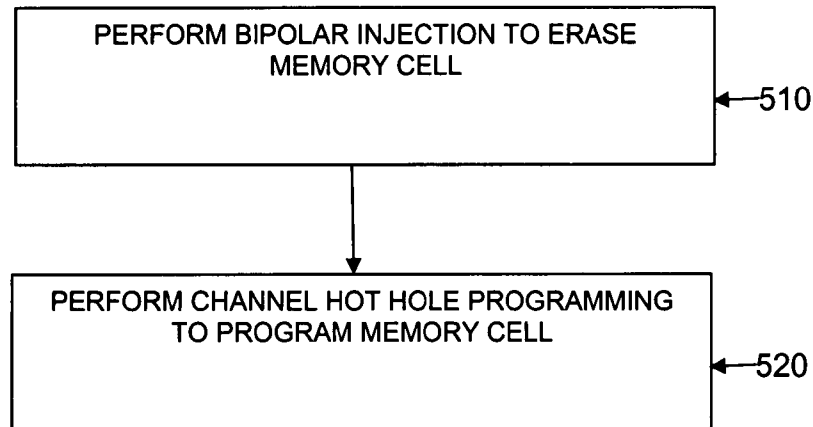 PERFORM BIPOLAR INJECTION TO ERASE
MEMORY CELL
510
PERFORM CHANNEL HOT HOLE PROGRAMMING
TO PROGRAM MEMORY CELL
520